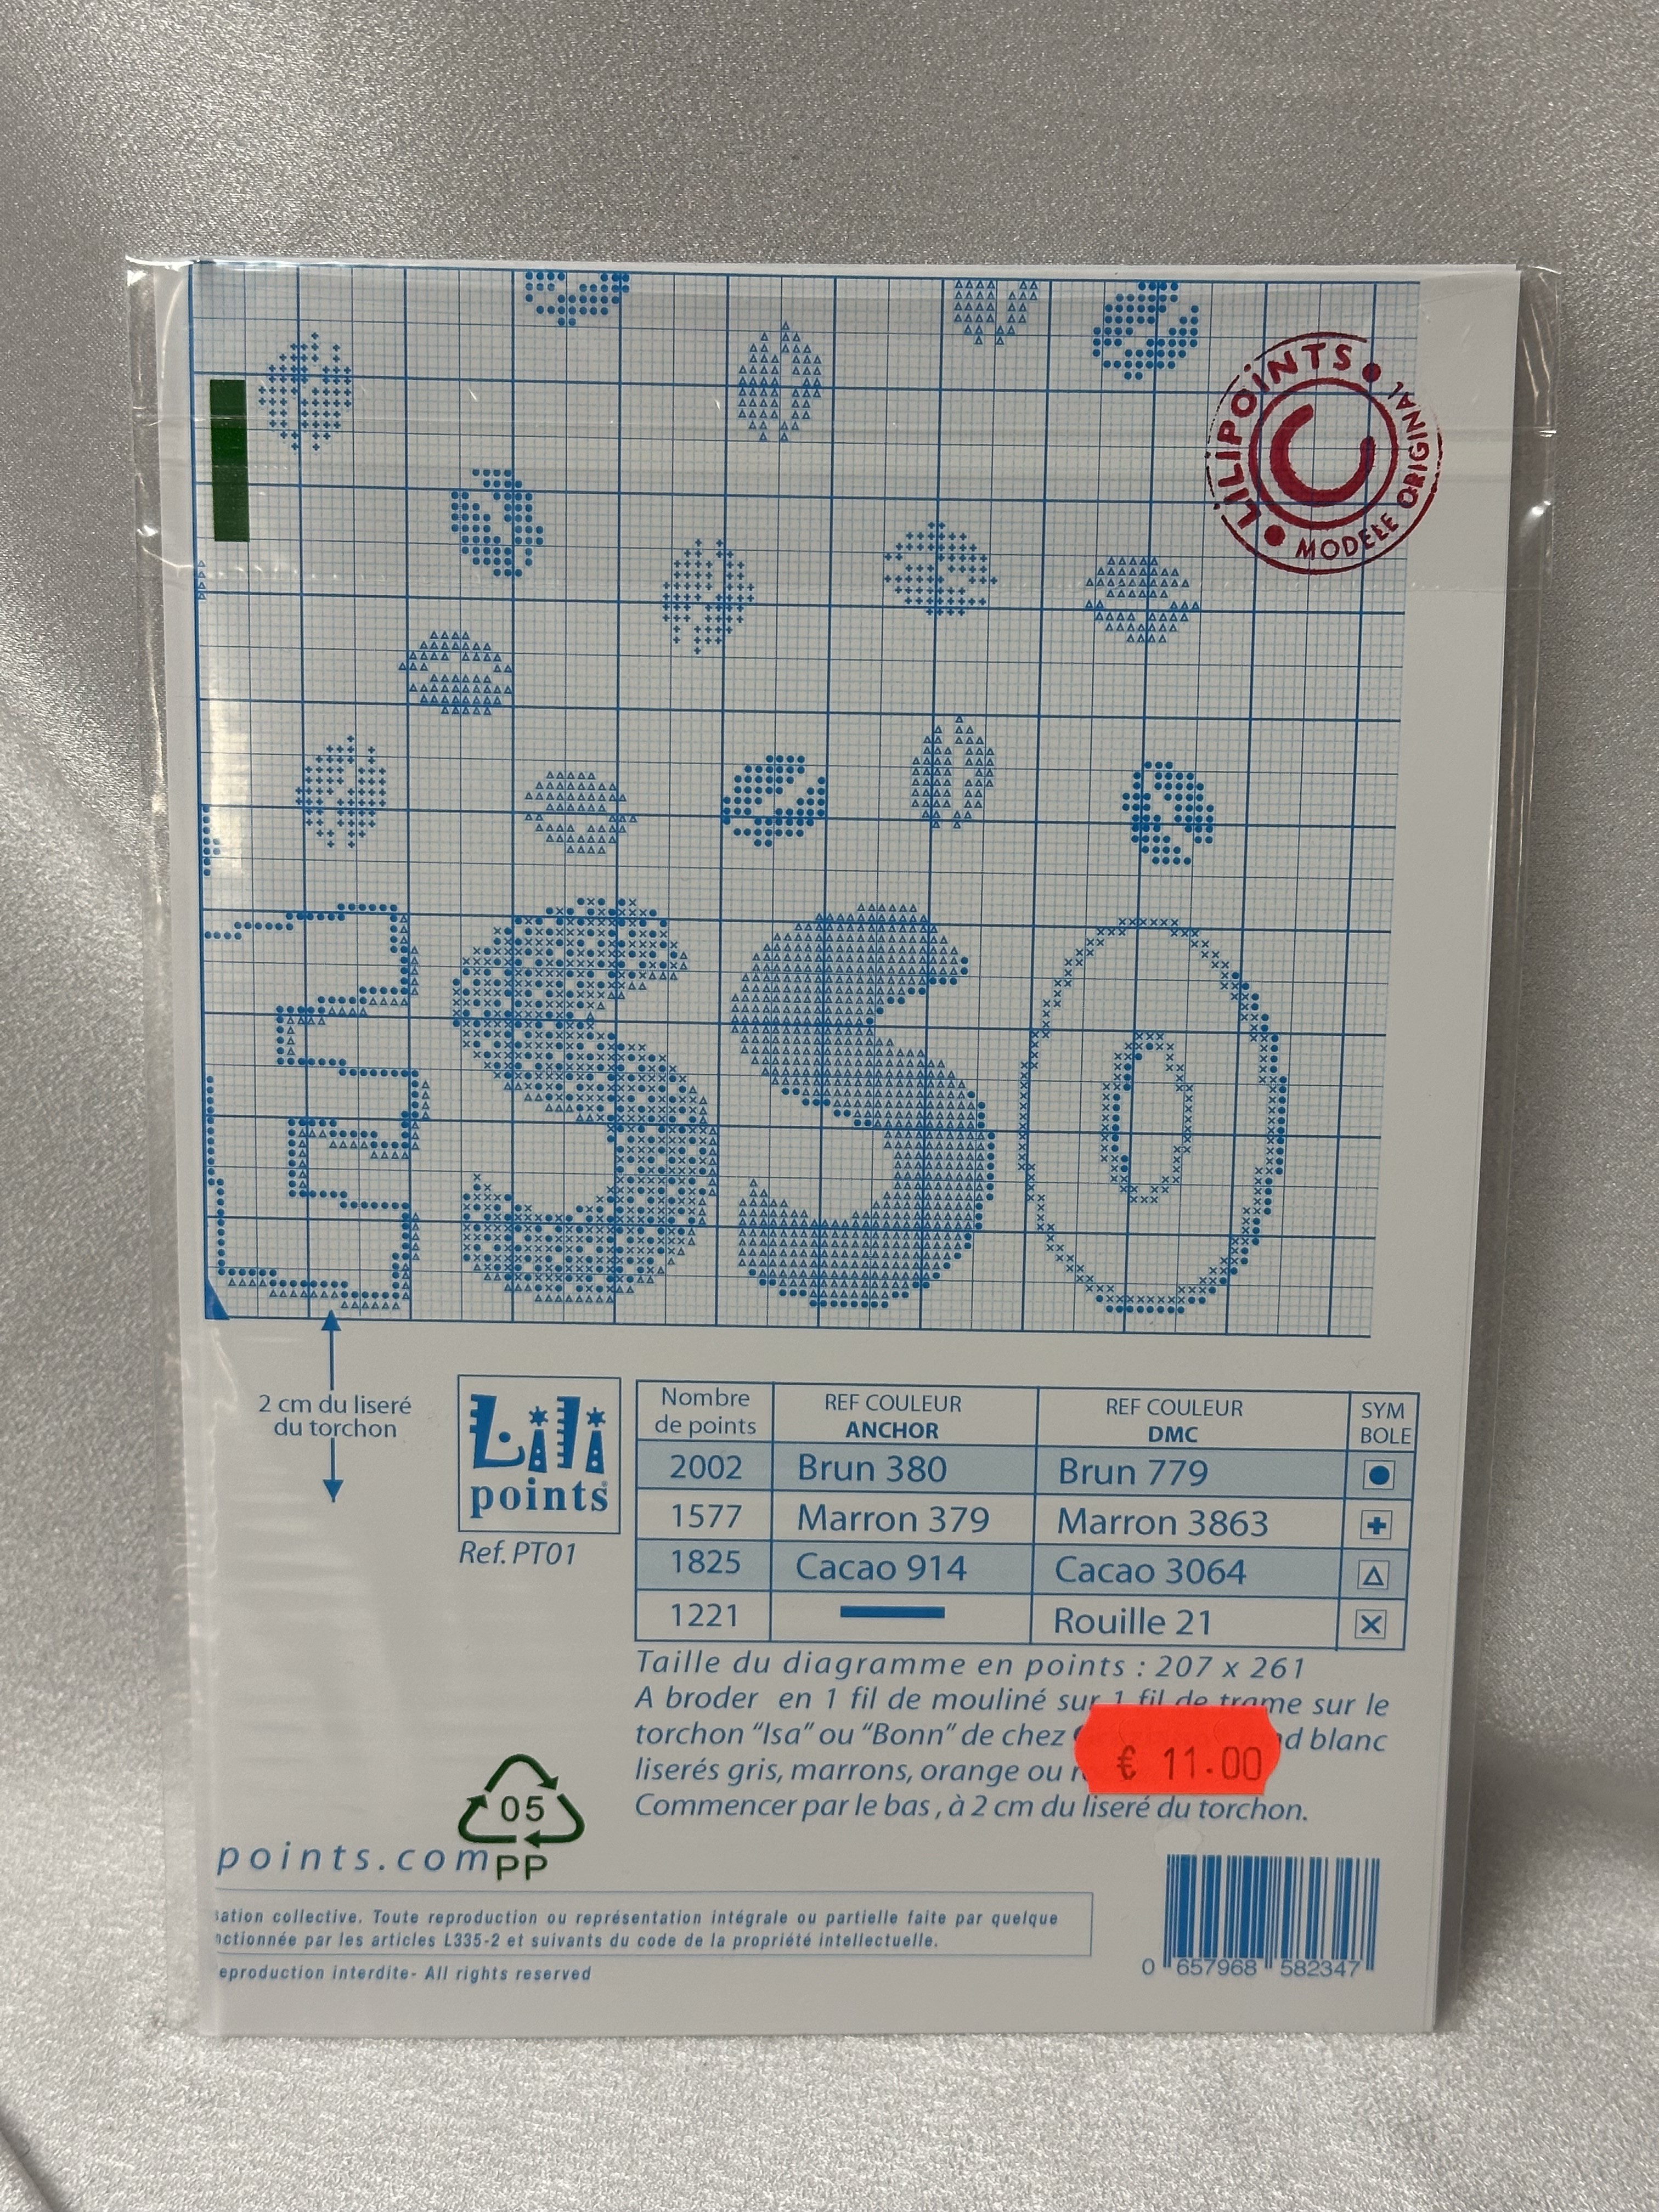 LiLiPOiNTS
MODELE ORIGINAL
ESSO
2 cm du liseré
du torchon
Lili
points
Ref. PT01
Nombre de points REF COULEUR ANCHOR REF COULEUR DMC SYM BOLE
2002 Brun 380 Brun 779
1577 Marron 379 Marron 3863
1825 Cacao 914 Cacao 3064
1221 Rouille 21
Taille du diagramme en points : 207 x 261
A broder en 1 fil de mouliné sur 1 fil de trame sur le
torchon “Isa” ou “Bonn” de chez blanc
liserés gris, marrons, orange ou
€ 11.00
Commencer par le bas , à 2 cm du liseré du torchon.
05
PP
points.com
collective. Toute reproduction ou représentation intégrale ou partielle faite par quelque
par les articles L335-2 et suivants du code de la propriété intellectuelle.
eproduction interdite- All rights reserved
0 657968 582347